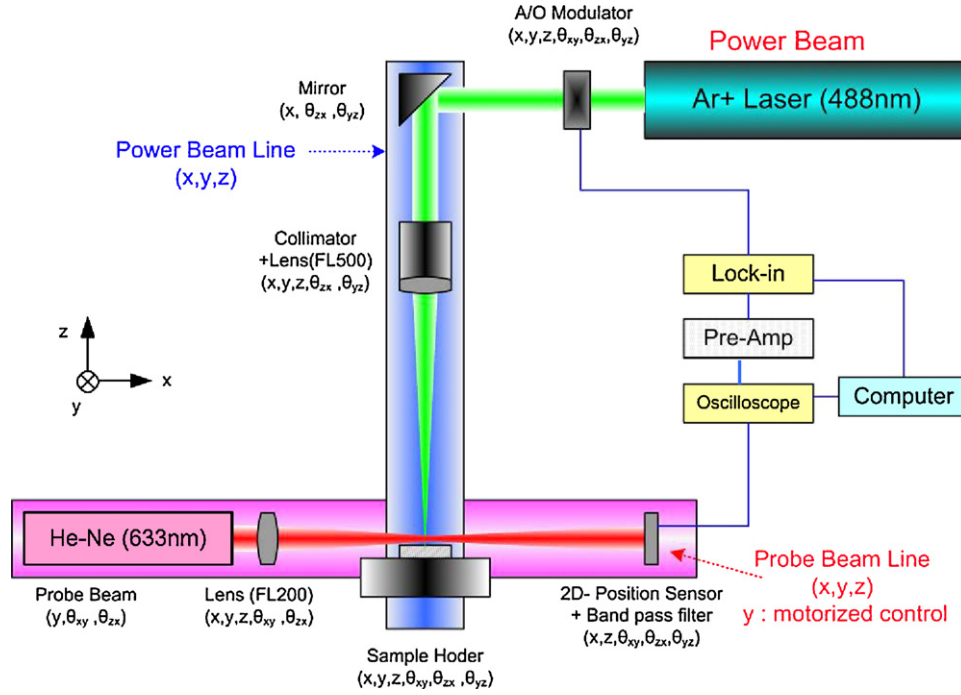 A/O Modulator
(x,y,z,θxy,θzx,θyz)
Power Beam
Ar+ Laser (488nm)
Mirror
(x, θzx ,θyz)
Power Beam Line
(x,y,z)
Collimator
+Lens(FL500)
(x,y,z,θzx ,θyz)
Lock-in
Pre-Amp
Oscilloscope
Computer
z
x
y
He-Ne (633nm)
Probe Beam
(y,θxy ,θzx)
Lens (FL200)
(x,y,z,θxy ,θzx)
Sample Hoder
(x,y,z,θxy,θzx ,θyz)
2D- Position Sensor
+ Band pass filter
(x,z,θxy,θzx,θyz)
Probe Beam Line
(x,y,z)
y : motorized control